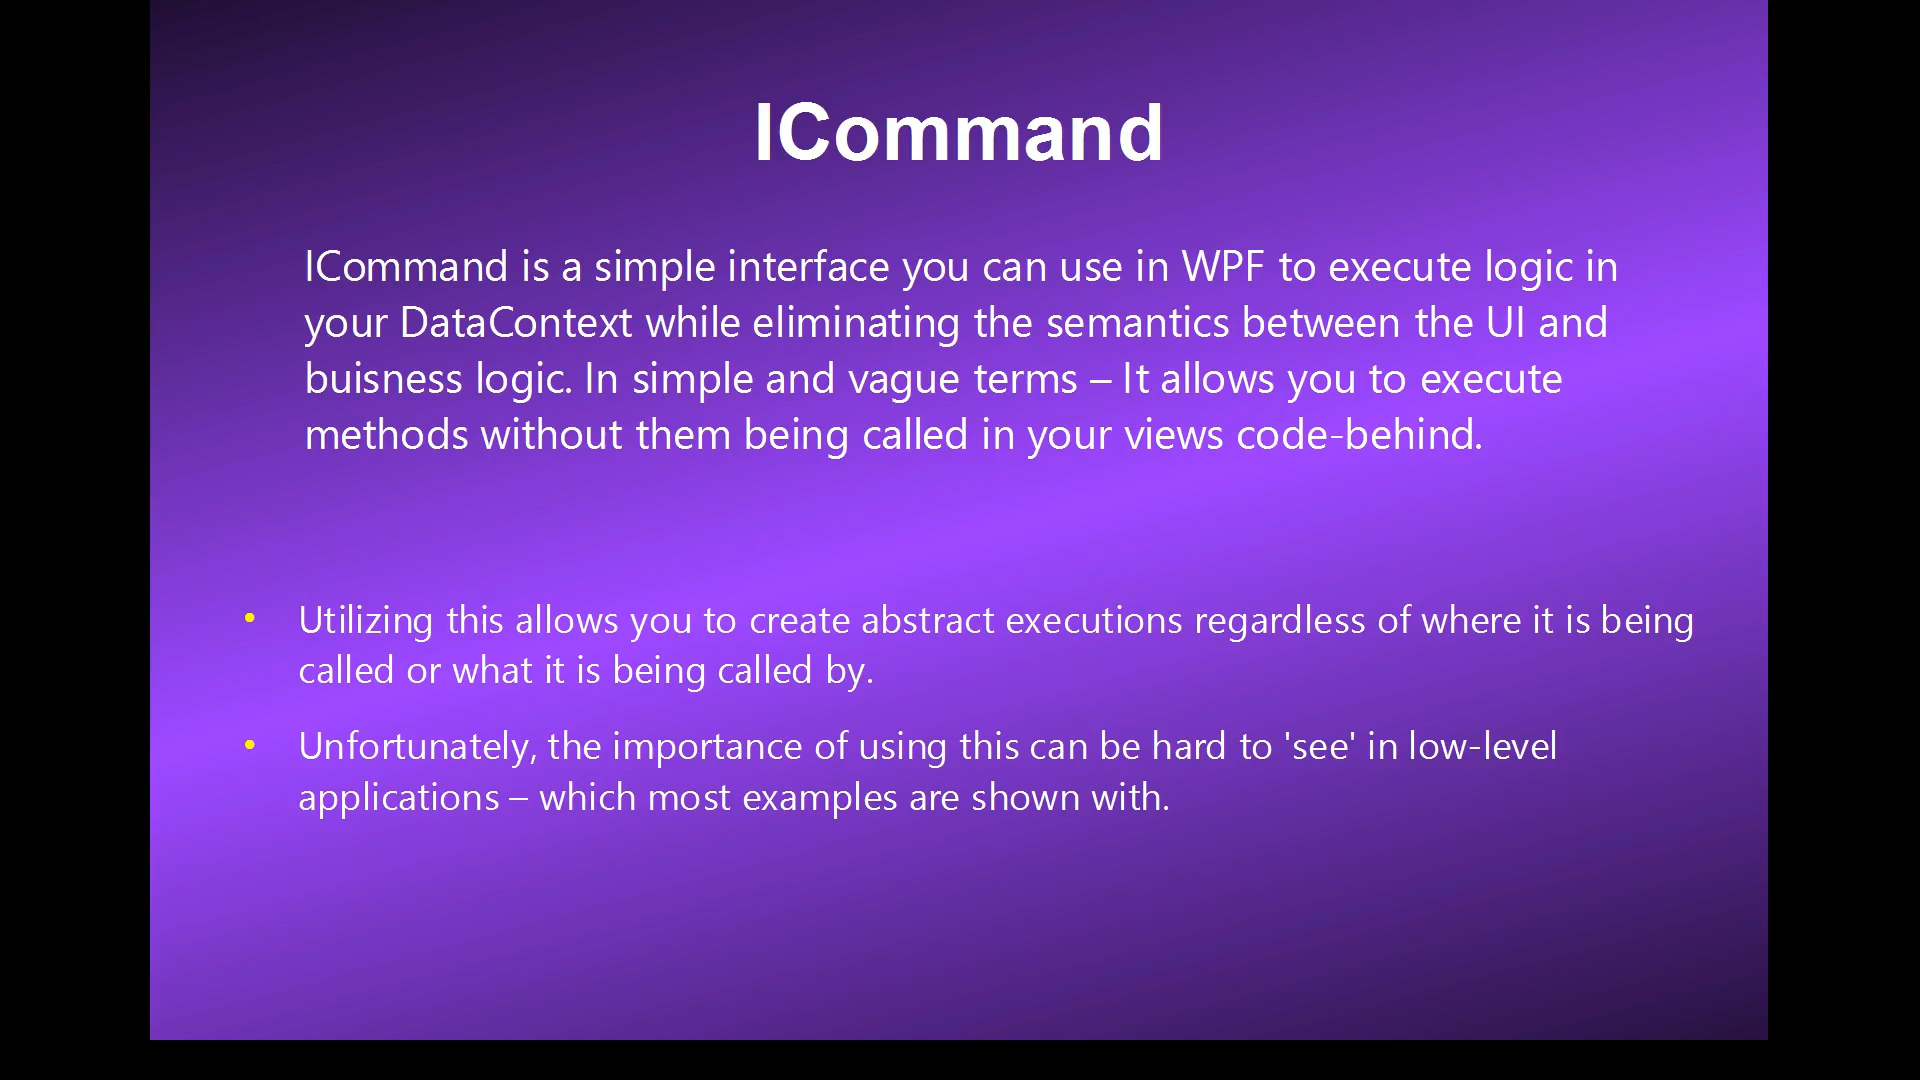 ICommand
ICommand is a simple interface you can use in WPF to execute logic in
your DataContext while eliminating the semantics between the UI and
buisness logic. In simple and vague terms – It allows you to execute
methods without them being called in your views code-behind.
• Utilizing this allows you to create abstract executions regardless of where it is being
called or what it is being called by.
• Unfortunately, the importance of using this can be hard to 'see' in low-level
applications – which most examples are shown with.